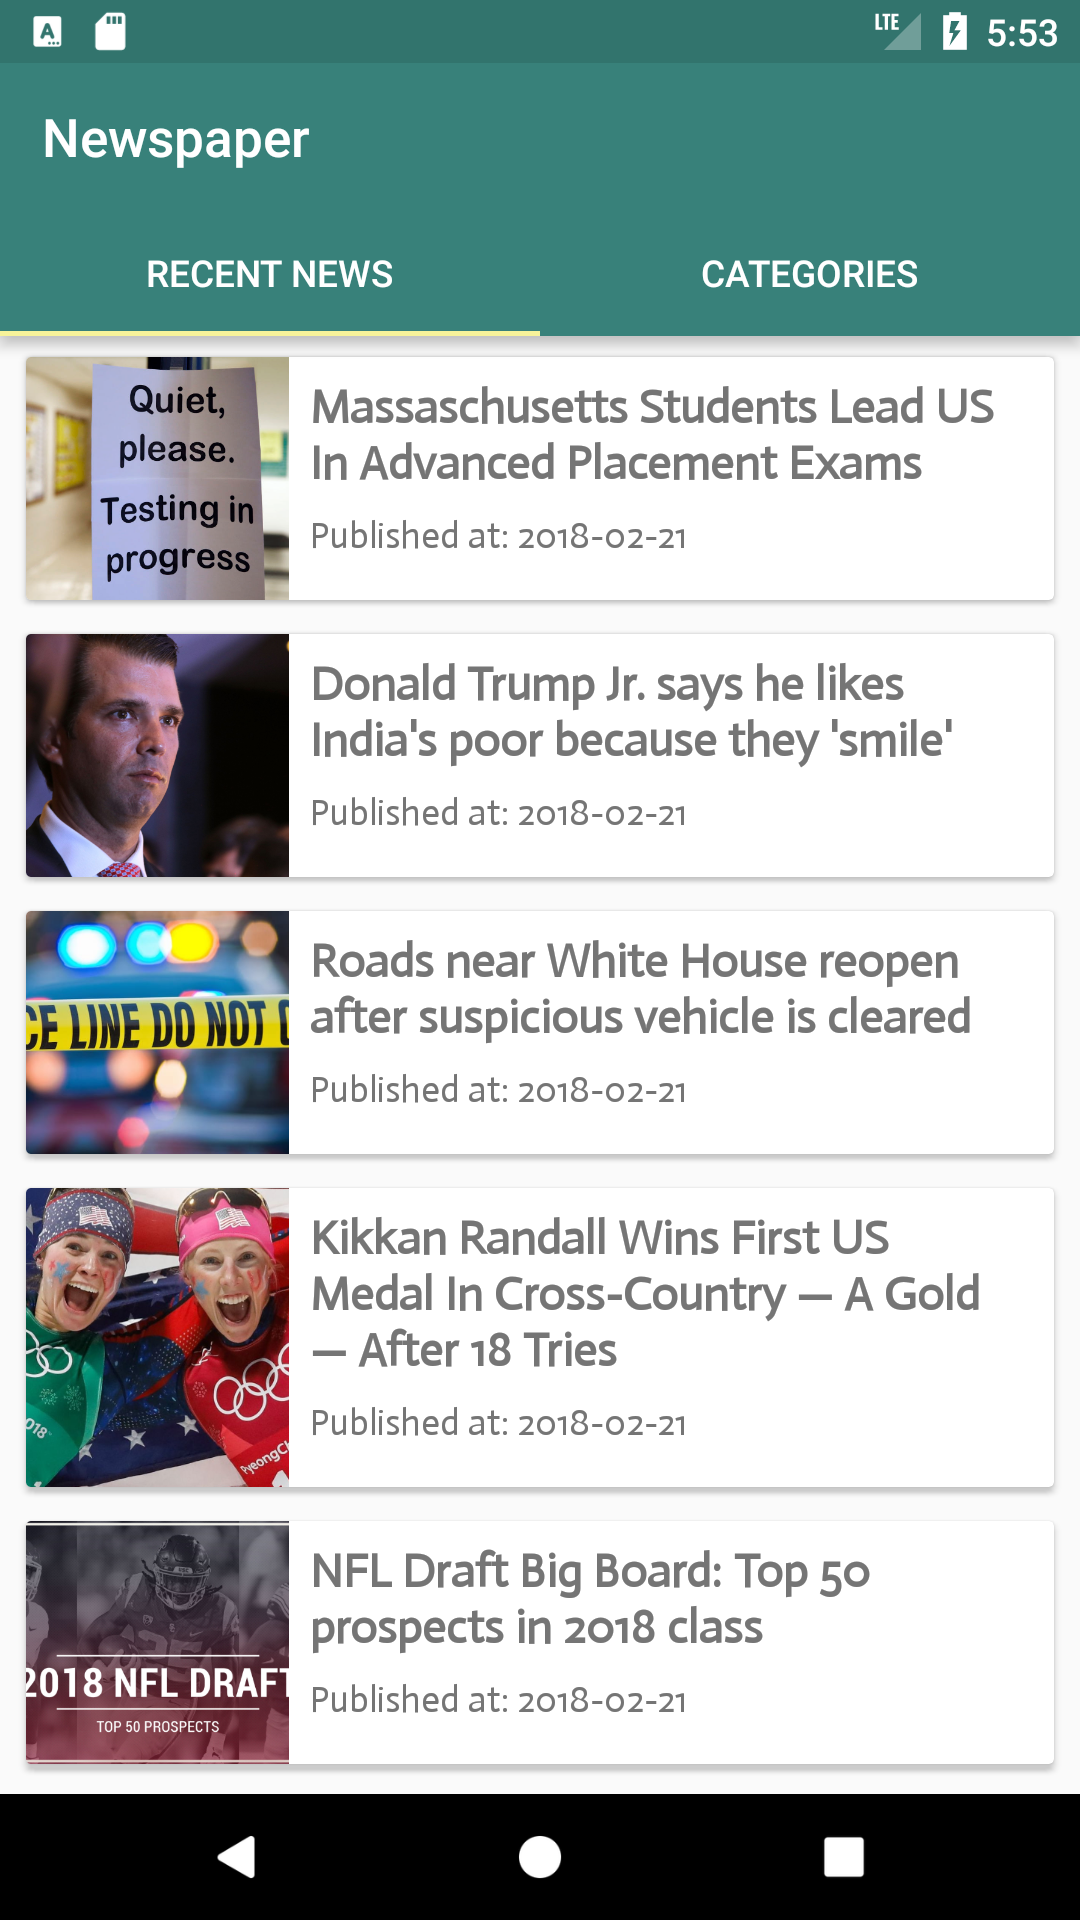 LTE 5:53
Newspaper
RECENT NEWS
CATEGORIES
Quiet,
please.
Testing in
progress
Massaschusetts Students Lead US
In Advanced Placement Exams
Published at: 2018-02-21
Donald Trump Jr. says he likes
India's poor because they 'smile'
Published at: 2018-02-21
CE LINE DO NOT
Roads near White House reopen
after suspicious vehicle is cleared
Published at: 2018-02-21
Kikkan Randall Wins First US
Medal In Cross-Country — A Gold
— After 18 Tries
Published at: 2018-02-21
2018 NFL DRAFT
TOP 50 PROSPECTS
NFL Draft Big Board: Top 50
prospects in 2018 class
Published at: 2018-02-21